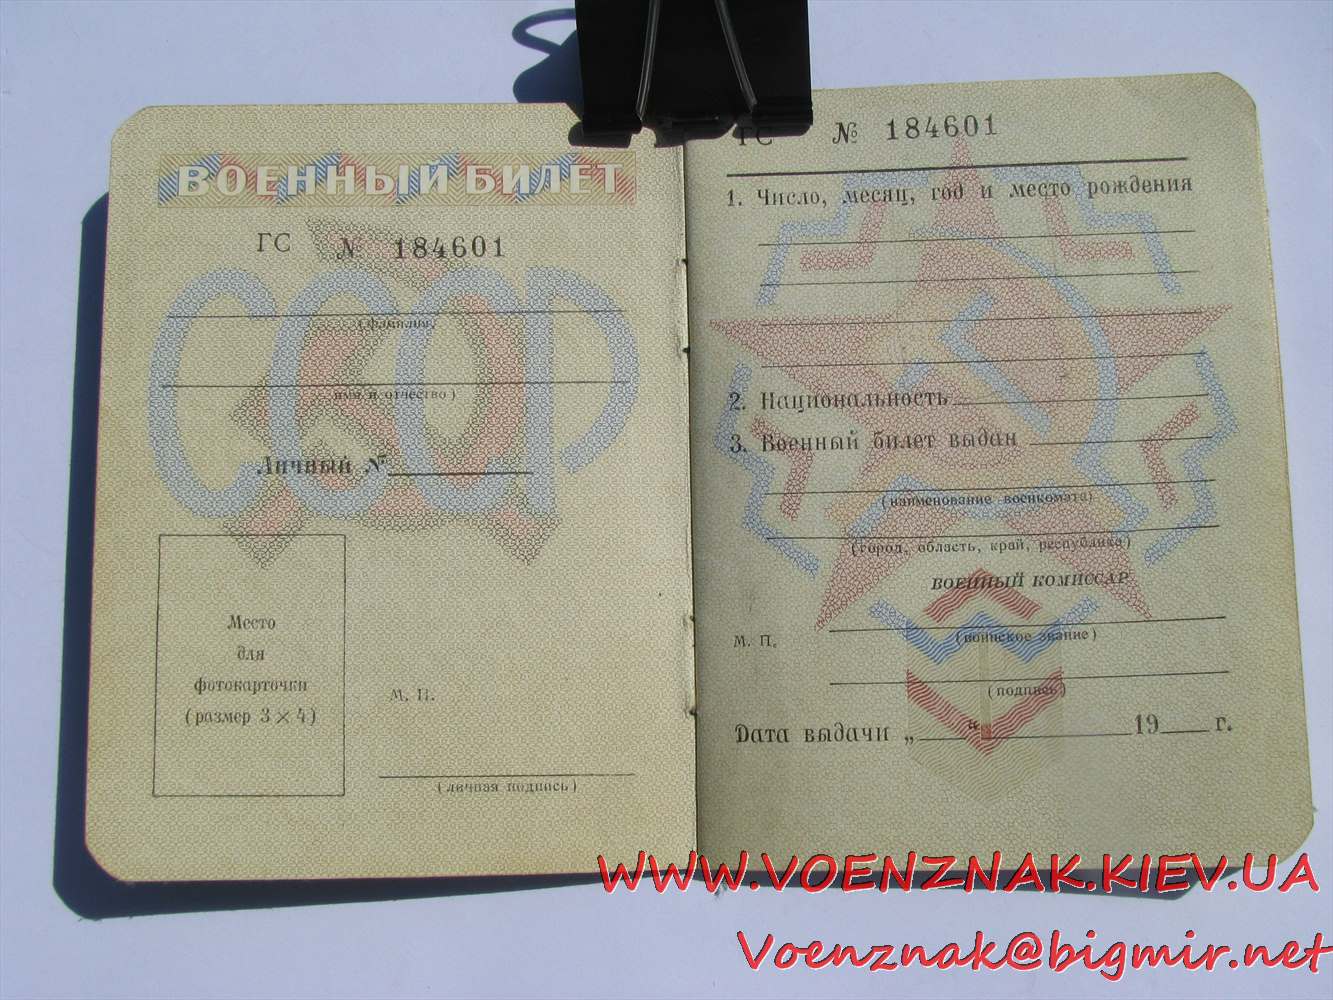 ВОЕННЫЙ БИЛЕТ
ГС № 184601
СССР
(фамилия)
(имя и отчество)
Личный №
Место
для
фотокарточки
(размер 3 × 4)
М. П.
(личная подпись)
ГС № 184601
1. Число, месяц, год и место рождения
2. Национальность
3. Военный билет выдан
(наименование военкомата)
(город, область, край, республика)
ВОЕННЫЙ КОМИССАР
М. П.
(воинское звание)
(подпись)
Дата выдачи „ “ 19 г.
WWW.VOENZNAK.KIEV.UA
Voenznak@bigmir.net